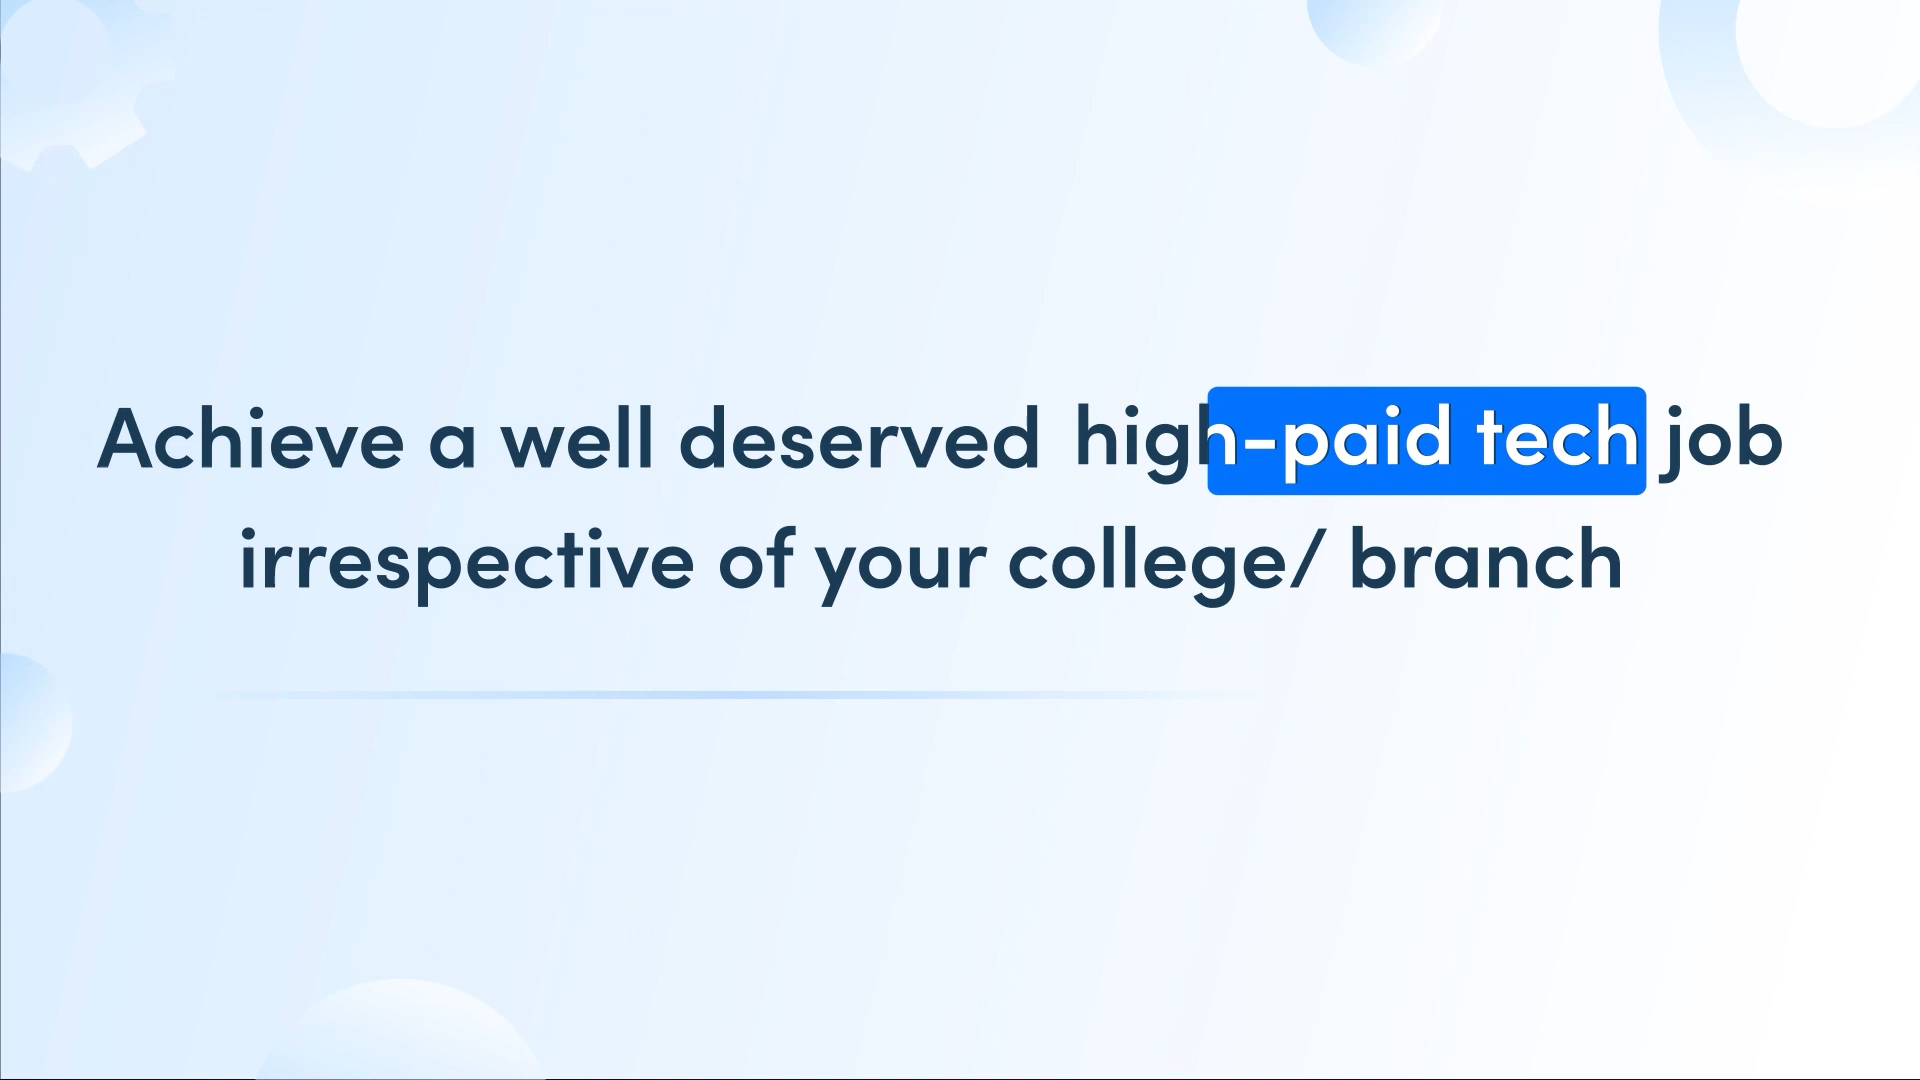 Achieve a well deserved high-paid tech job
irrespective of your college/ branch